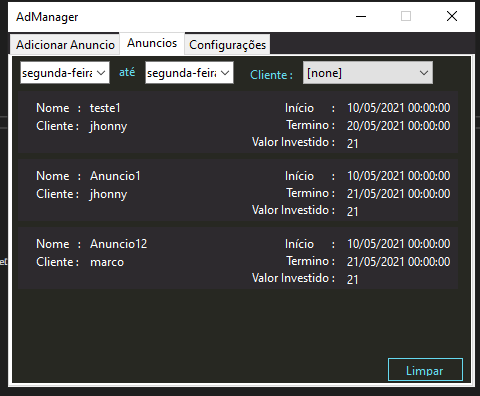 AdManager
Adicionar Anuncio Anuncios Configurações
segunda-feira até segunda-feira Cliente : [none]
Nome : teste1 Início : 10/05/2021 00:00:00
Cliente : jhonny Termino : 20/05/2021 00:00:00
Valor Investido : 21
Nome : Anuncio1 Início : 10/05/2021 00:00:00
Cliente : jhonny Termino : 21/05/2021 00:00:00
Valor Investido : 21
Nome : Anuncio12 Início : 10/05/2021 00:00:00
Cliente : marco Termino : 21/05/2021 00:00:00
Valor Investido : 21
Limpar